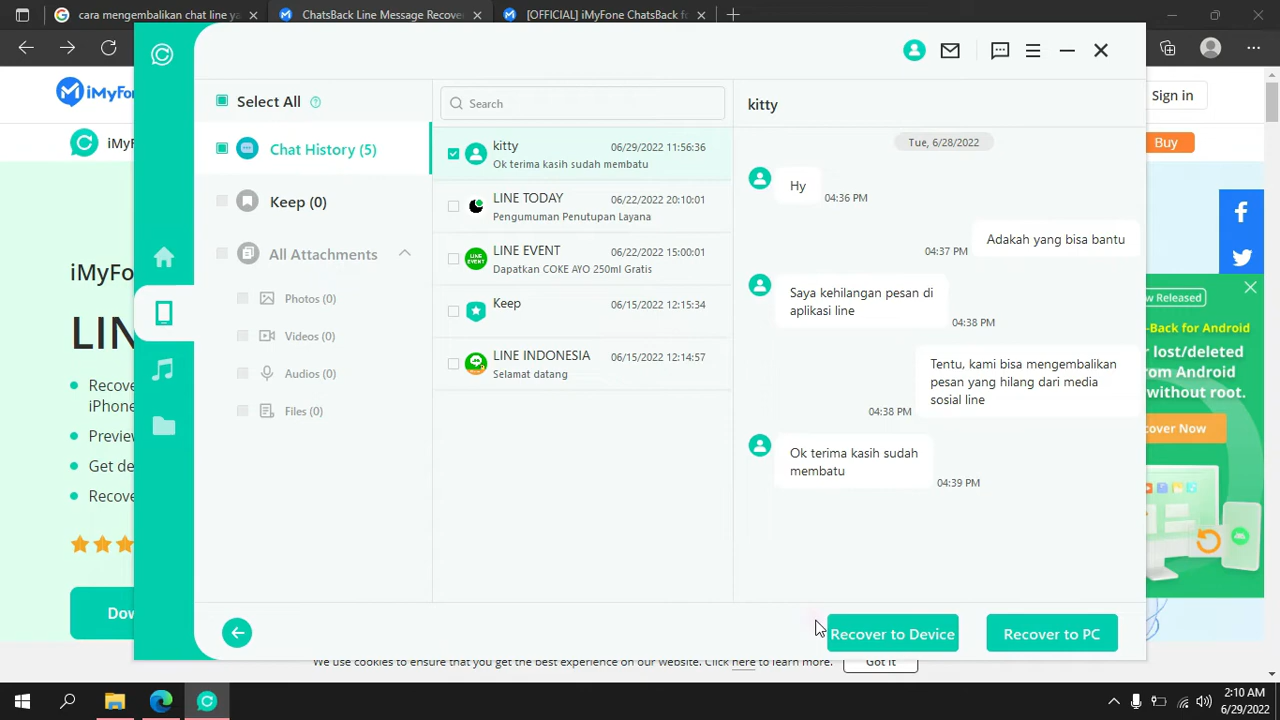 cara mengembalikan chat line ya
ChatsBack Line Message Recover
[OFFICIAL] iMyFone ChatsBack fo
iMyFone
Sign in
iMyF
Buy
iMyFo
LIN
Recove
iPhone
Preview
Get de
Recove
Dow
Select All
Chat History (5)
Keep (0)
All Attachments
Photos (0)
Videos (0)
Audios (0)
Files (0)
Search
kitty 06/29/2022 11:56:36
Ok terima kasih sudah membatu
LINE TODAY 06/22/2022 20:10:01
Pengumuman Penutupan Layana
LINE EVENT 06/22/2022 15:00:01
Dapatkan COKE AYO 250ml Gratis
Keep 06/15/2022 12:15:34
LINE INDONESIA 06/15/2022 12:14:57
Selamat datang
kitty
Tue, 6/28/2022
Hy
04:36 PM
Adakah yang bisa bantu
04:37 PM
Saya kehilangan pesan di
aplikasi line
04:38 PM
Tentu, kami bisa mengembalikan
pesan yang hilang dari media
sosial line
04:38 PM
Ok terima kasih sudah
membatu
04:39 PM
Recover to Device
Recover to PC
w Released
-Back for Android
r lost/deleted
from Android
without root.
cover Now
We use cookies to ensure that you get the best experience on our website. Click here to learn more.
Got it
2:10 AM
6/29/2022